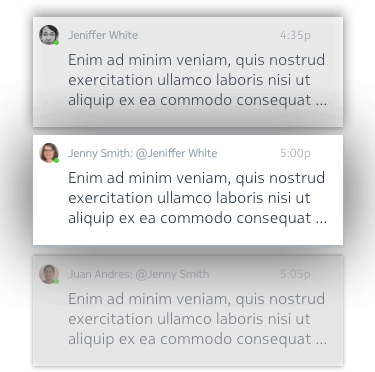 Jeniffer White 4:35p
Enim ad minim veniam, quis nostrud
exercitation ullamco laboris nisi ut
aliquip ex ea commodo consequat ...
Jenny Smith: @Jeniffer White 5:00p
Enim ad minim veniam, quis nostrud
exercitation ullamco laboris nisi ut
aliquip ex ea commodo consequat ...
Juan Andres: @Jenny Smith 5:05p
Enim ad minim veniam, quis nostrud
exercitation ullamco laboris nisi ut
aliquip ex ea commodo consequat ...